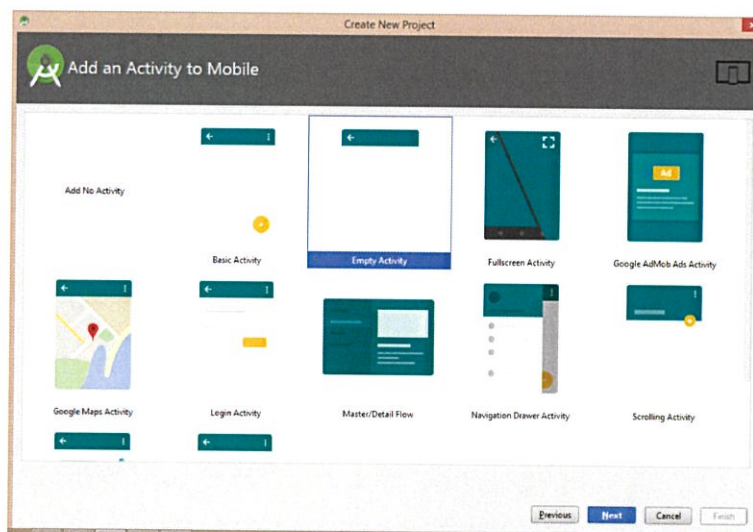 Create New Project
Add an Activity to Mobile
Add No Activity
Basic Activity
Empty Activity
Ad
Fullscreen Activity
Google AdMob Ads Activity
Google Maps Activity
Login Activity
Master/Detail Flow
Navigation Drawer Activity
Scrolling Activity
Previous
Next
Cancel
Finish